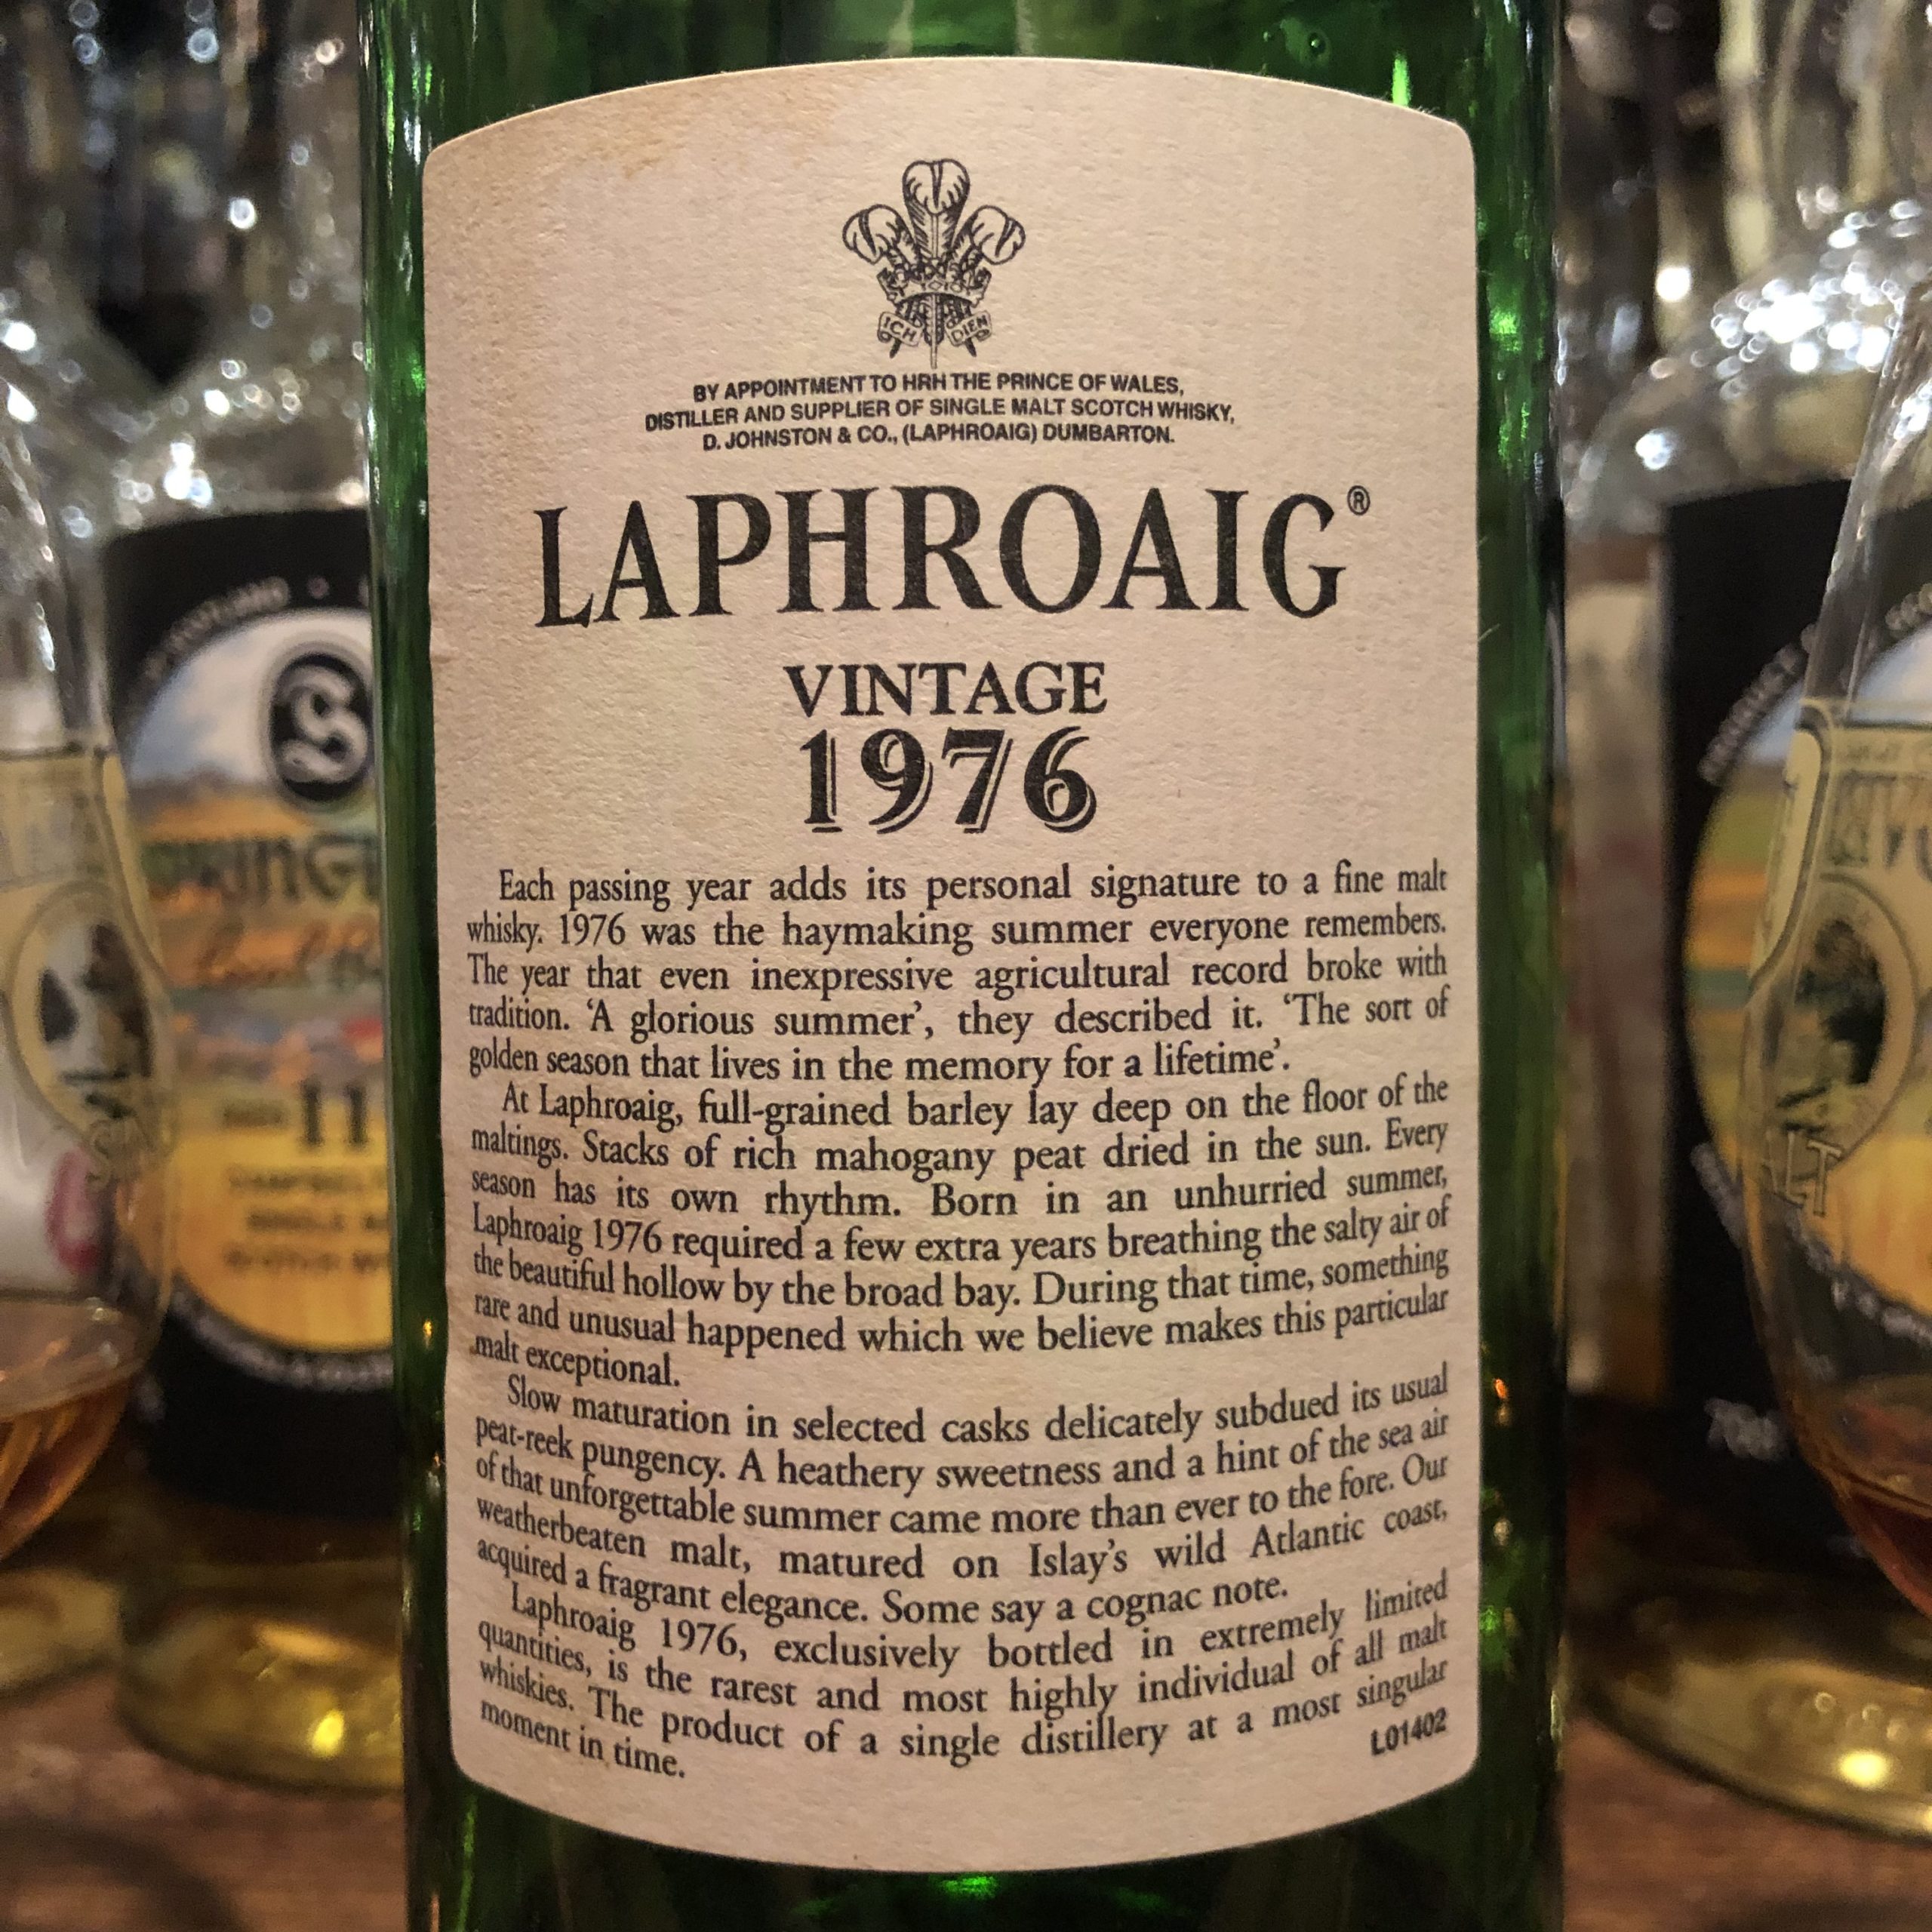 ICH DIEN
BY APPOINTMENT TO HRH THE PRINCE OF WALES,
DISTILLER AND SUPPLIER OF SINGLE MALT SCOTCH WHISKY,
D. JOHNSTON & CO., (LAPHROAIG) DUMBARTON.
LAPHROAIG®
VINTAGE
1976
Each passing year adds its personal signature to a fine malt
whisky. 1976 was the haymaking summer everyone remembers.
The year that even inexpressive agricultural record broke with
tradition. ‘A glorious summer’, they described it. ‘The sort of
golden season that lives in the memory for a lifetime’.
At Laphroaig, full-grained barley lay deep on the floor of the
maltings. Stacks of rich mahogany peat dried in the sun. Every
season has its own rhythm. Born in an unhurried summer,
Laphroaig 1976 required a few extra years breathing the salty air of
the beautiful hollow by the broad bay. During that time, something
rare and unusual happened which we believe makes this particular
malt exceptional.
Slow maturation in selected casks delicately subdued its usual
peat-reek pungency. A heathery sweetness and a hint of the sea air
of that unforgettable summer came more than ever to the fore. Our
weatherbeaten malt, matured on Islay’s wild Atlantic coast,
acquired a fragrant elegance. Some say a cognac note.
Laphroaig 1976, exclusively bottled in extremely limited
quantities, is the rarest and most highly individual of all malt
whiskies. The product of a single distillery at a most singular
moment in time.
L01402
S
11